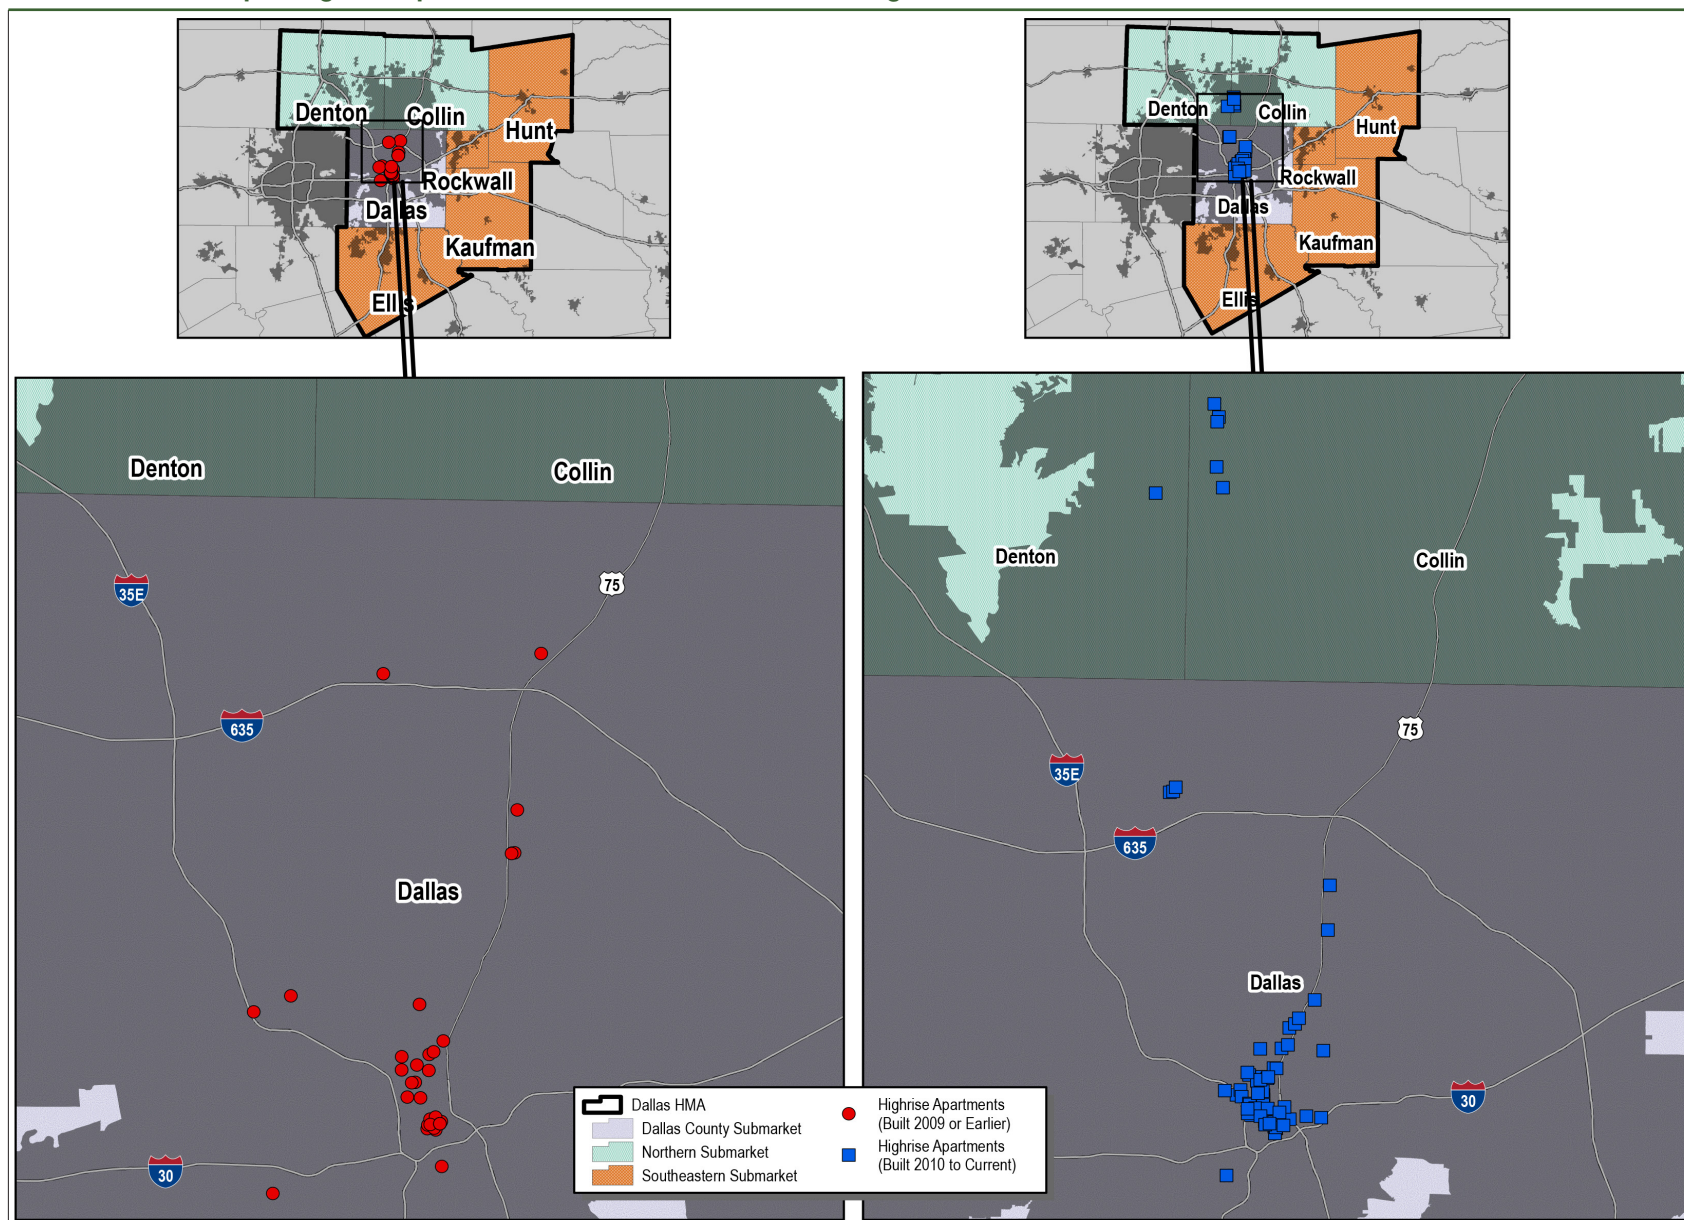 Denton
Collin
Hunt
Rockwall
Dallas
Kaufman
Ellis
Denton
Collin
Hunt
Rockwall
Dallas
Kaufman
Ellis
Denton
Collin
35E
75
635
Dallas
30
Denton
Collin
75
35E
635
Dallas
30
Dallas HMA
Dallas County Submarket
Northern Submarket
Southeastern Submarket
Highrise Apartments
(Built 2009 or Earlier)
Highrise Apartments
(Built 2010 to Current)